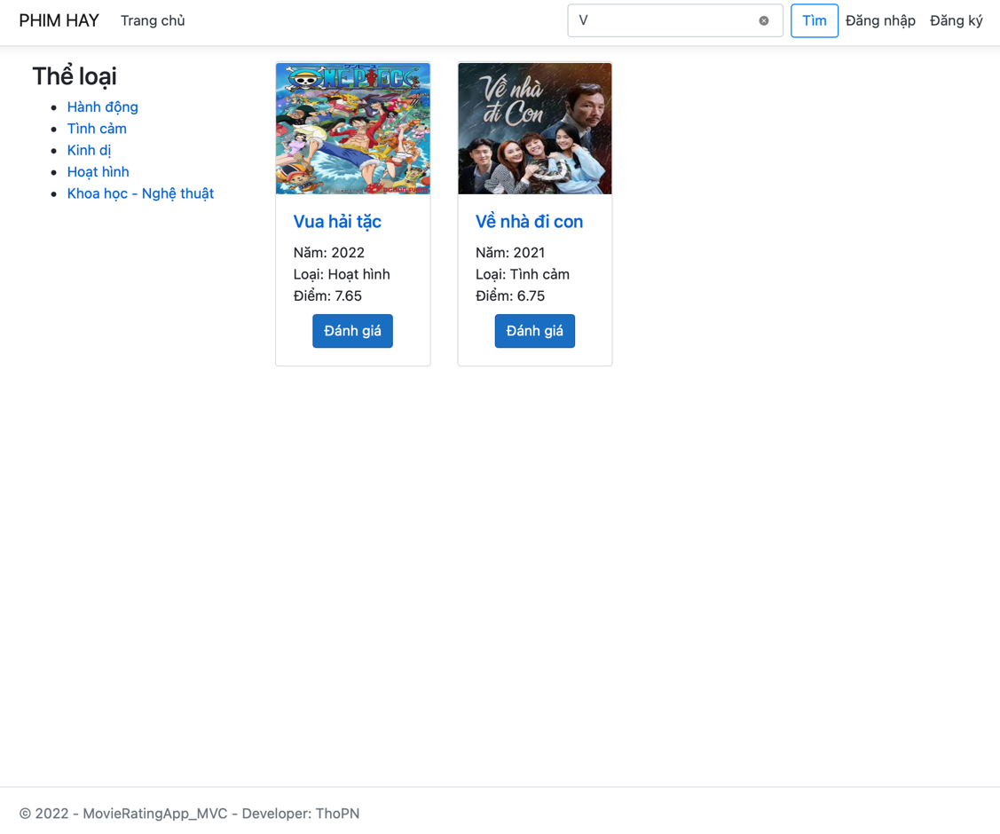 PHIM HAY Trang chủ V Tìm Đăng nhập Đăng ký
Thể loại
Hành động
Tình cảm
Kinh dị
Hoạt hình
Khoa học - Nghệ thuật
ONE PIECE
Vua hải tặc
Năm: 2022
Loại: Hoạt hình
Điểm: 7.65
Đánh giá
Về nhà
đi Con
Về nhà đi con
Năm: 2021
Loại: Tình cảm
Điểm: 6.75
Đánh giá
© 2022 - MovieRatingApp_MVC - Developer: ThoPN